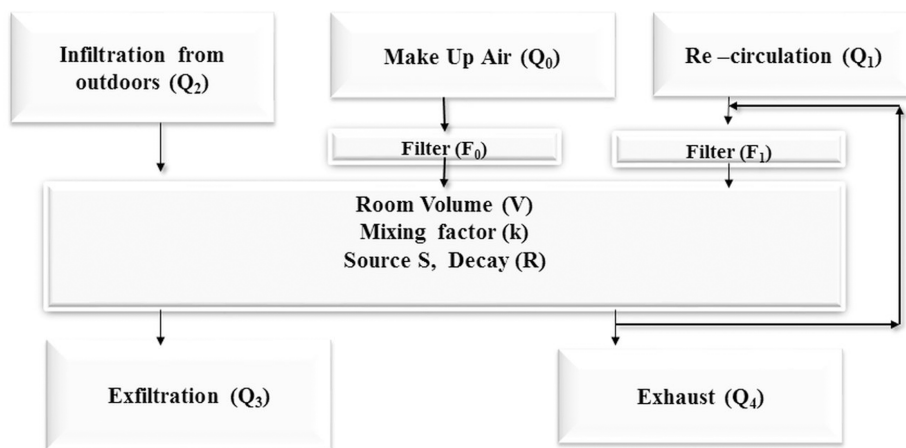 Infiltration from
outdoors (Q₂)
Make Up Air (Q₀)
Re –circulation (Q₁)
Filter (F₀)
Filter (F₁)
Room Volume (V)
Mixing factor (k)
Source S, Decay (R)
Exfiltration (Q₃)
Exhaust (Q₄)